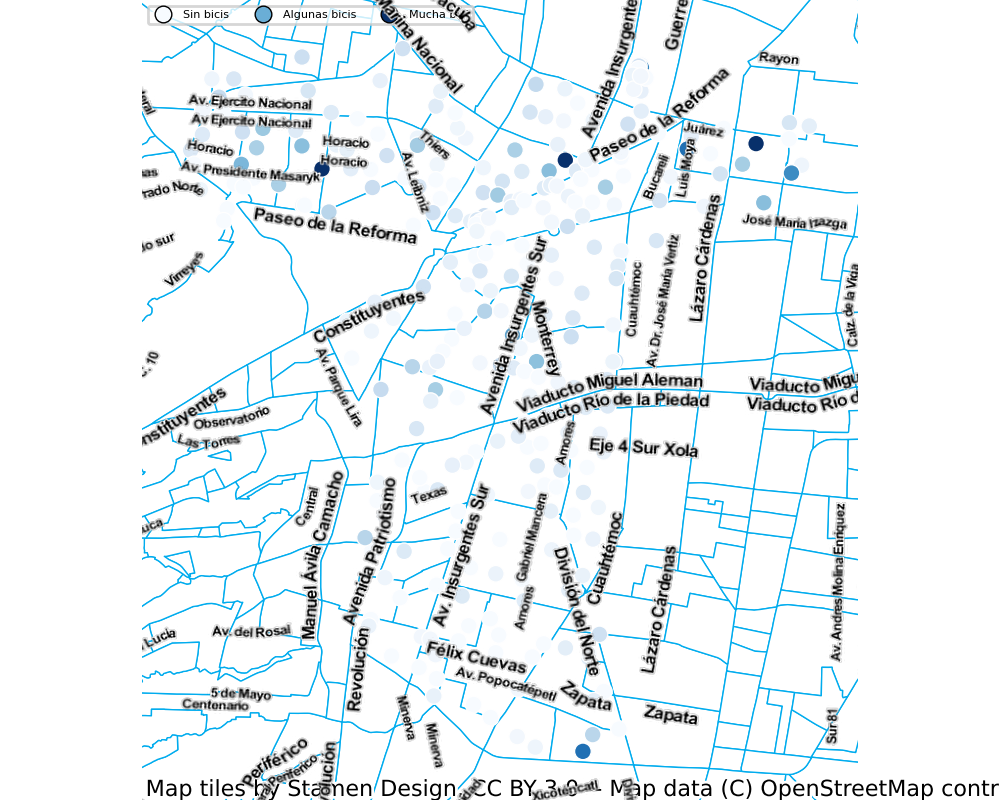 Sin bicis
Algunas bicis
Mucha
Marina Nacional
Avenida Insurgente
Guerre
Rayon
Av. Ejercito Nacional
Av Ejercito Nacional
Paseo de la Reforma
Juárez
Thiers
Horacio
Horacio
Horacio
Av. Leibniz
Bucareli
Luis Moya
Av. Presidente Masaryk
rado Norte
Paseo de la Reforma
José María Izazga
do sur
Virreyes
Lázaro Cárdenas
Av. Dr. José María Vertiz
Cuauhtémoc
Calz. de la Viga
Constituyentes
Avenida Insurgentes Sur
Monterrey
Av. Parque Lira
Viaducto Miguel Aleman
Viaducto Migu
Viaducto Río de la Piedad
Viaducto Río d
nstituyentes
Observatorio
Las Torres
Amores
Eje 4 Sur Xola
Central
Manuel Ávila Camacho
Avenida Patriotismo
Texas
Av. Insurgentes Sur
Gabriel Mancera
Amores
División del Norte
Cuauhtémoc
Lázaro Cárdenas
Av. Andres Molina Enriquez
Lucia
Av. del Rosal
Revolución
Félix Cuevas
Av. Popocatépetl
Zapata
Zapata
5 de Mayo
Centenario
Minerva
Minerva
Sur 81
Periférico
Periférico
olución
Xicoténcatl
Map tiles by Stamen Design, CC BY 3.0 -- Map data (C) OpenStreetMap contr